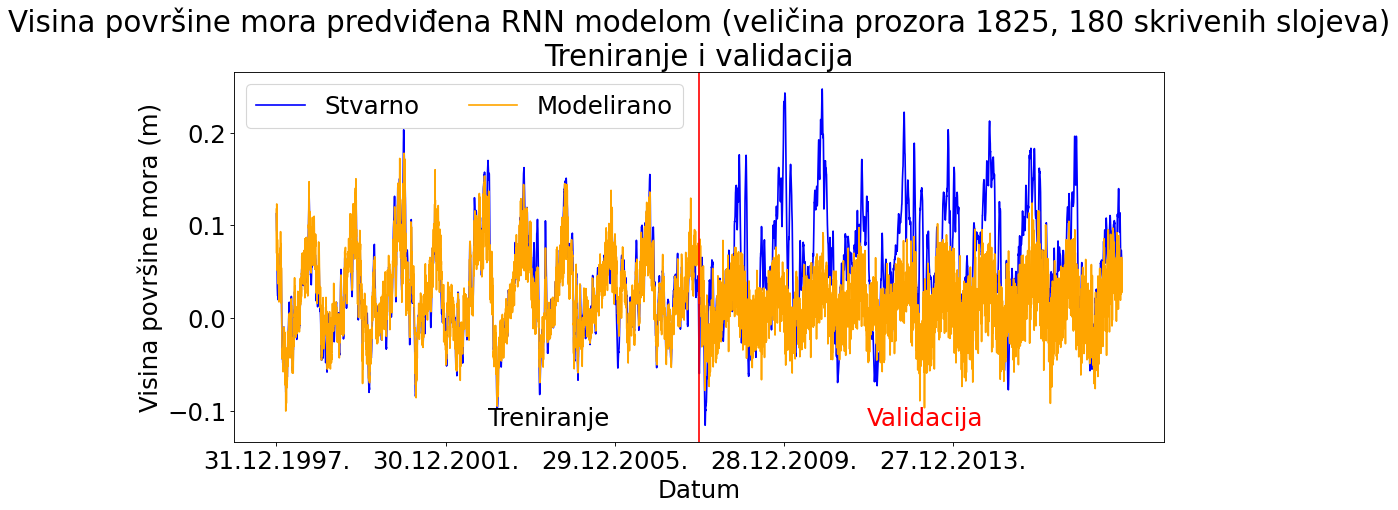 Visina površine mora predviđena RNN modelom (veličina prozora 1825, 180 skrivenih slojeva)
Treniranje i validacija
Stvarno
Modelirano
Visina površine mora (m)
0.2
0.1
0.0
−0.1
Treniranje
Validacija
31.12.1997.
30.12.2001.
29.12.2005.
28.12.2009.
27.12.2013.
Datum